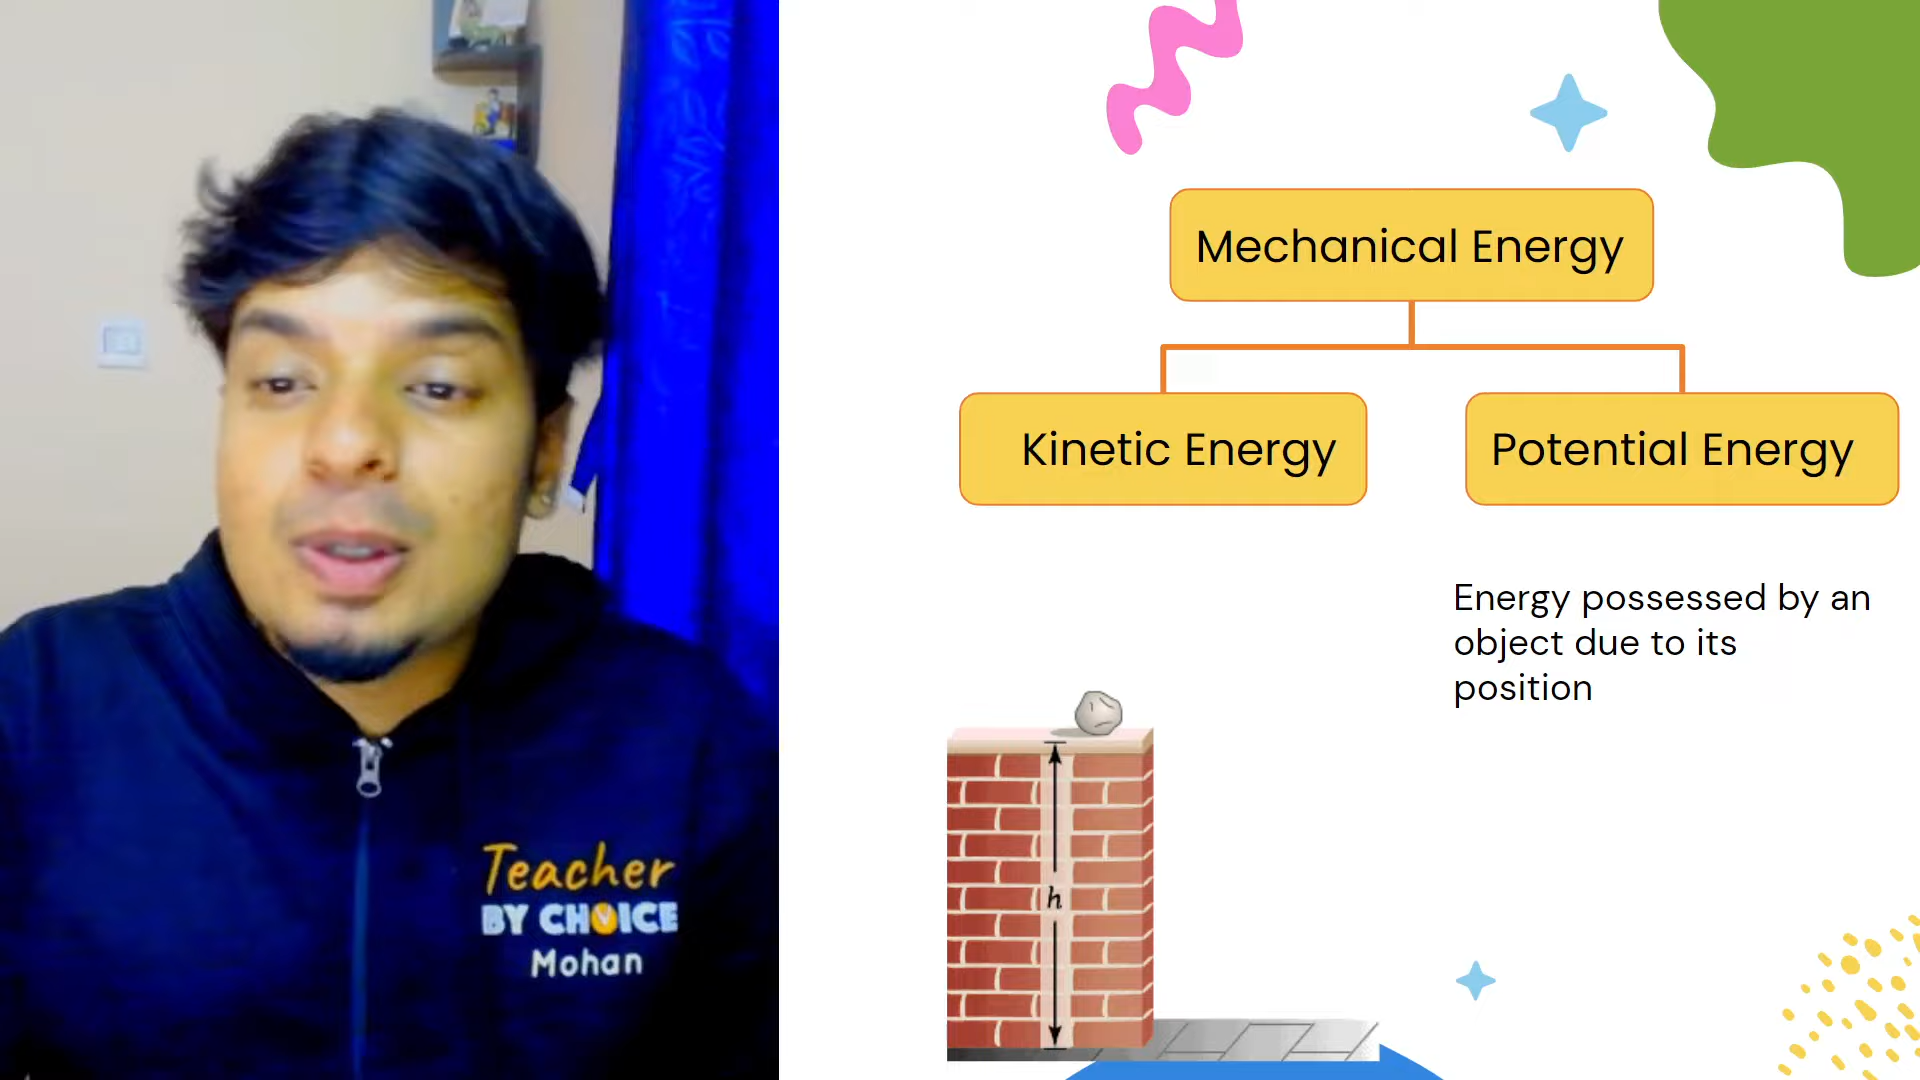 Mechanical Energy
Kinetic Energy
Potential Energy
Energy possessed by an
object due to its
position
h
Teacher
BY CHOICE
Mohan